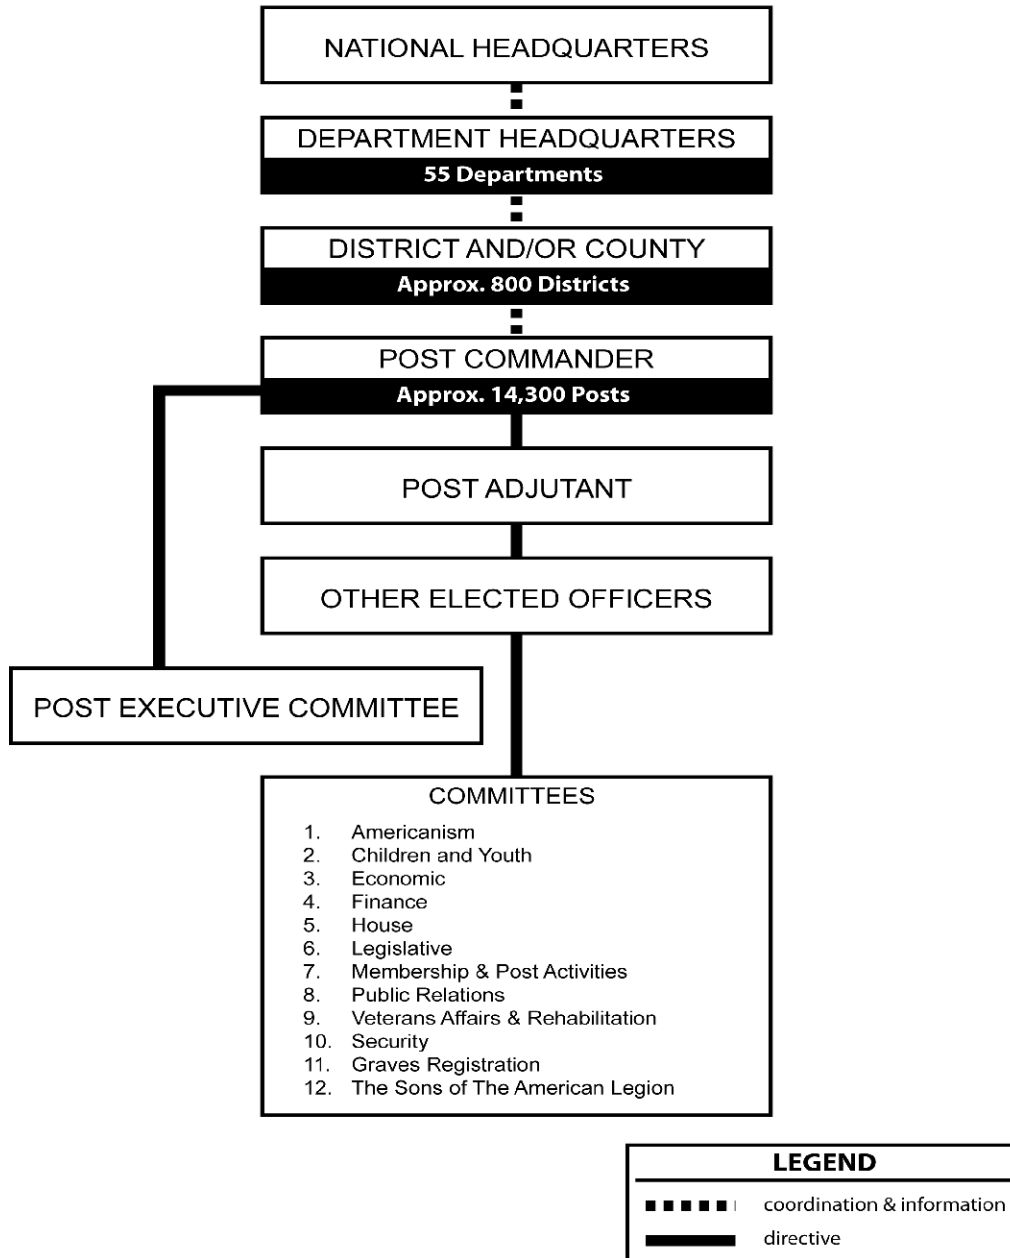 NATIONAL HEADQUARTERS
DEPARTMENT HEADQUARTERS
55 Departments
DISTRICT AND/OR COUNTY
Approx. 800 Districts
POST COMMANDER
Approx. 14,300 Posts
POST ADJUTANT
OTHER ELECTED OFFICERS
POST EXECUTIVE COMMITTEE
COMMITTEES
1. Americanism
2. Children and Youth
3. Economic
4. Finance
5. House
6. Legislative
7. Membership & Post Activities
8. Public Relations
9. Veterans Affairs & Rehabilitation
10. Security
11. Graves Registration
12. The Sons of The American Legion
LEGEND
coordination & information
directive